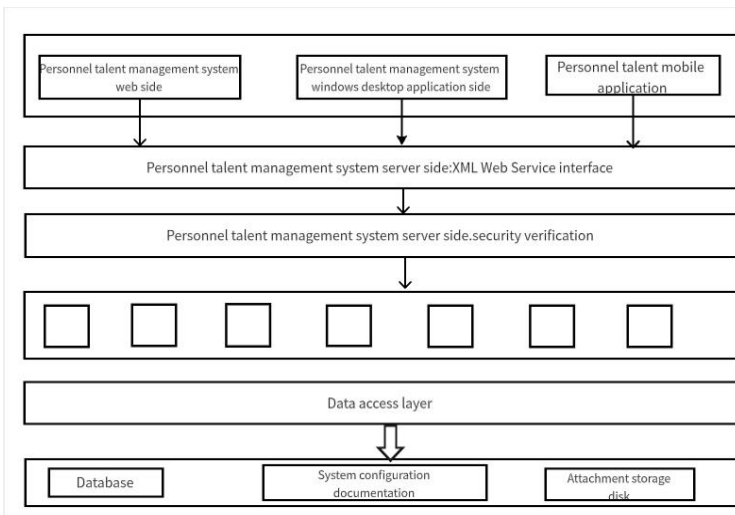 Personnel talent management system
web side
Personnel talent management system
windows desktop application side
Personnel talent mobile
application
Personnel talent management system server side:XML Web Service interface
Personnel talent management system server side.security verification
Data access layer
Database
System configuration
documentation
Attachment storage
disk